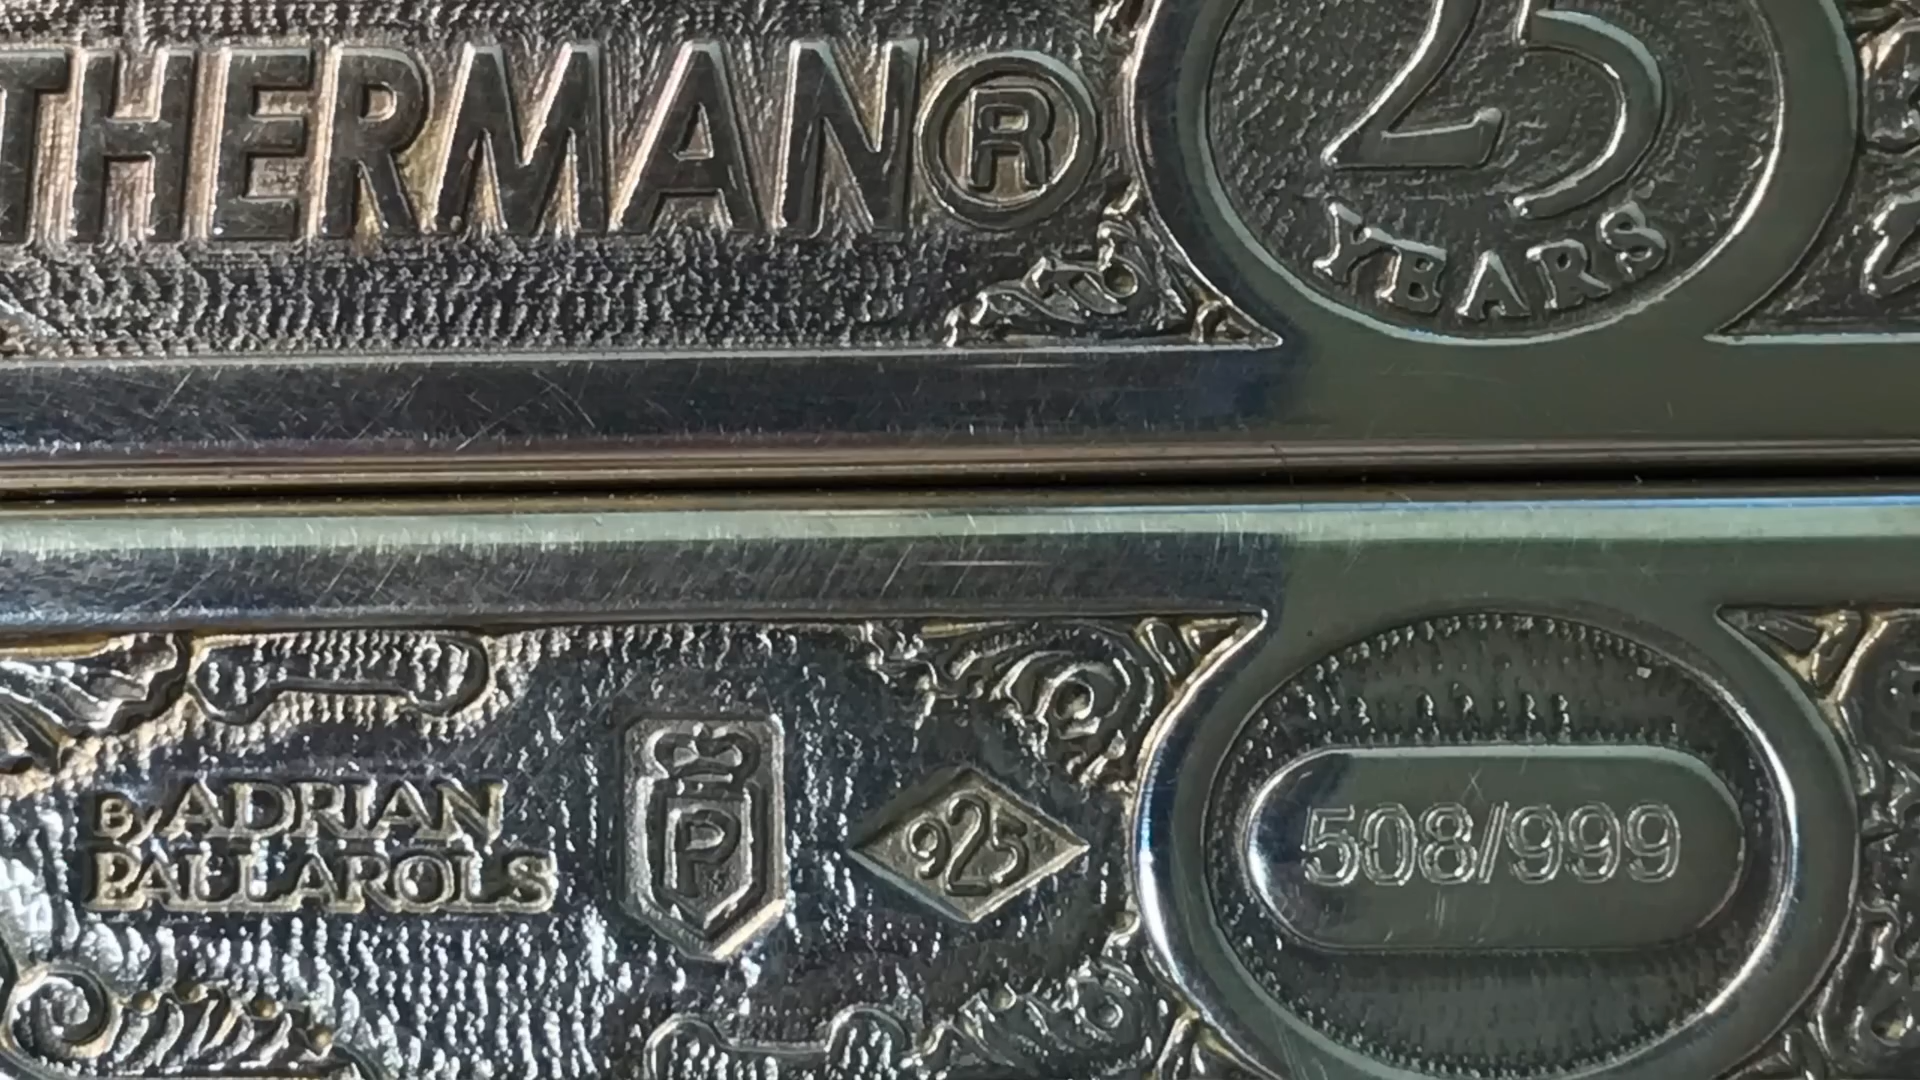 THERMAN®
25
YEARS
By ADRIAN
PALLAROLS
P
925
508/999